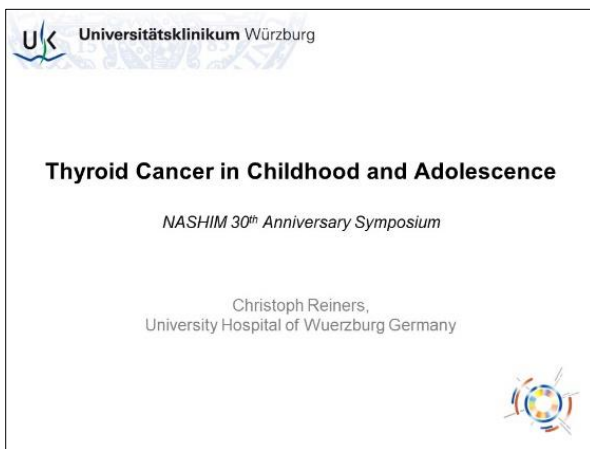 UK Universitätsklinikum Würzburg
Thyroid Cancer in Childhood and Adolescence
NASHIM 30th Anniversary Symposium
Christoph Reiners,
University Hospital of Wuerzburg Germany